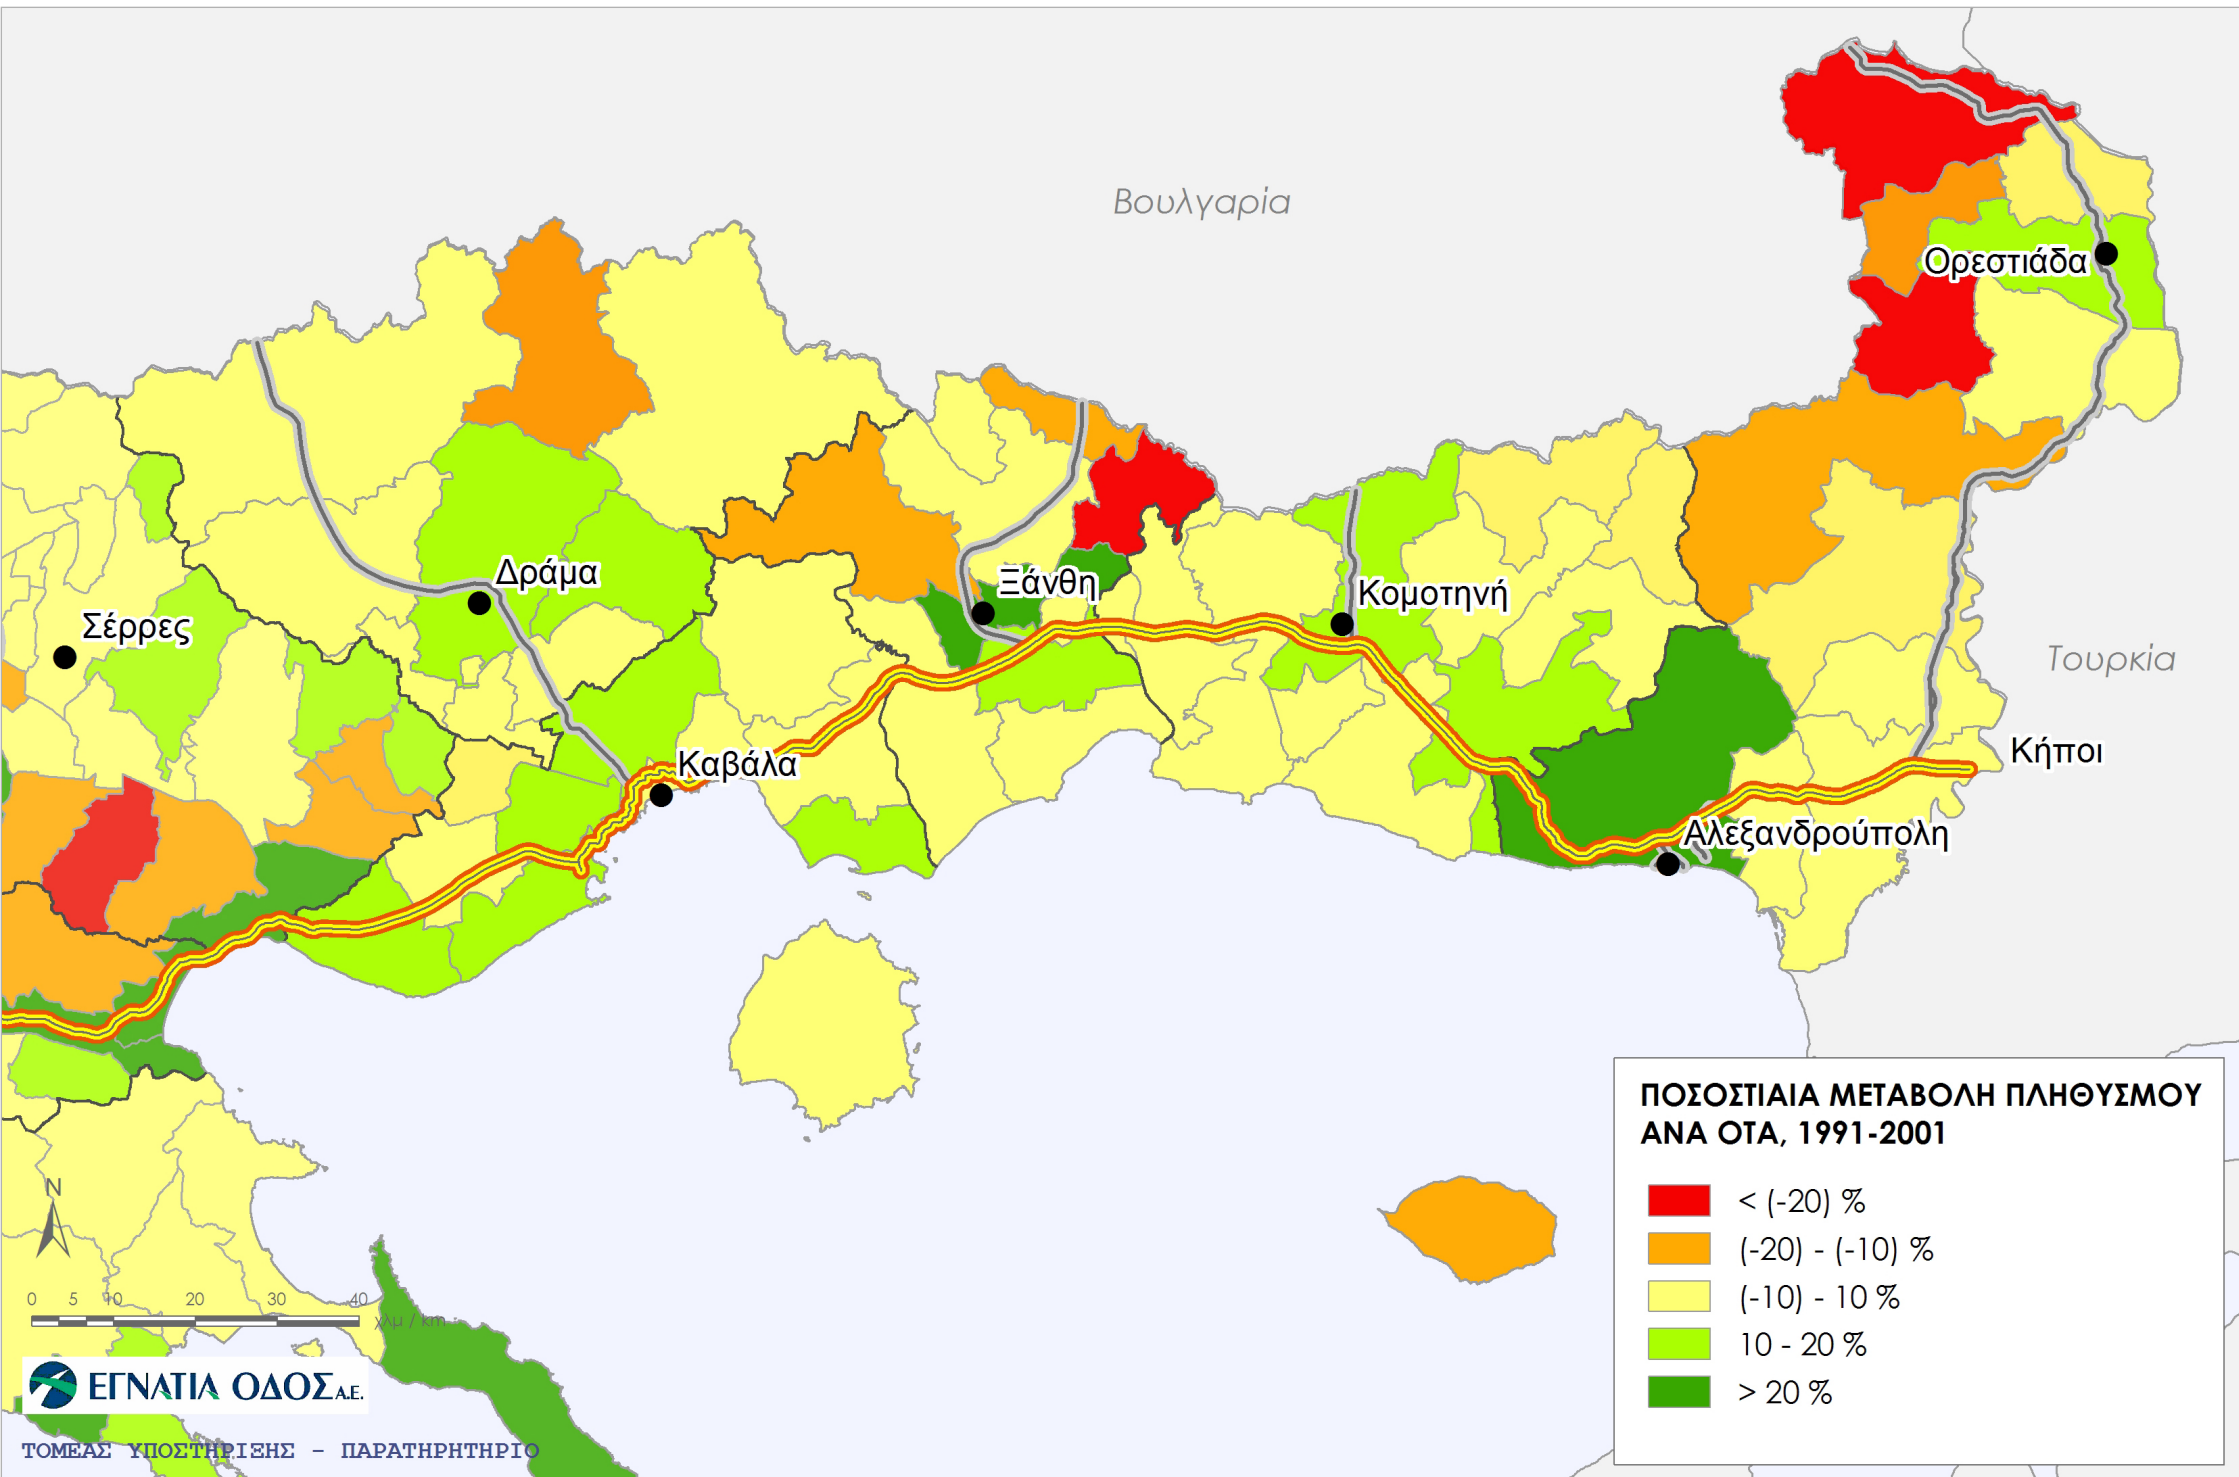 Βουλγαρία
Ορεστιάδα
Δράμα
Ξάνθη
Κομοτηνή
Σέρρες
Τουρκία
Κήποι
Καβάλα
Αλεξανδρούπολη
ΠΟΣΟΣΤΙΑΙΑ ΜΕΤΑΒΟΛΗ ΠΛΗΘΥΣΜΟΥ
ΑΝΑ ΟΤΑ, 1991-2001
< (-20) %
(-20) - (-10) %
(-10) - 10 %
10 - 20 %
> 20 %
N
0 5 10 20 30 40
χλμ / km
ΕΓΝΑΤΙΑ ΟΔΟΣ Α.Ε.
ΤΟΜΕΑΣ ΥΠΟΣΤΗΡΙΞΗΣ - ΠΑΡΑΤΗΡΗΤΗΡΙΟ